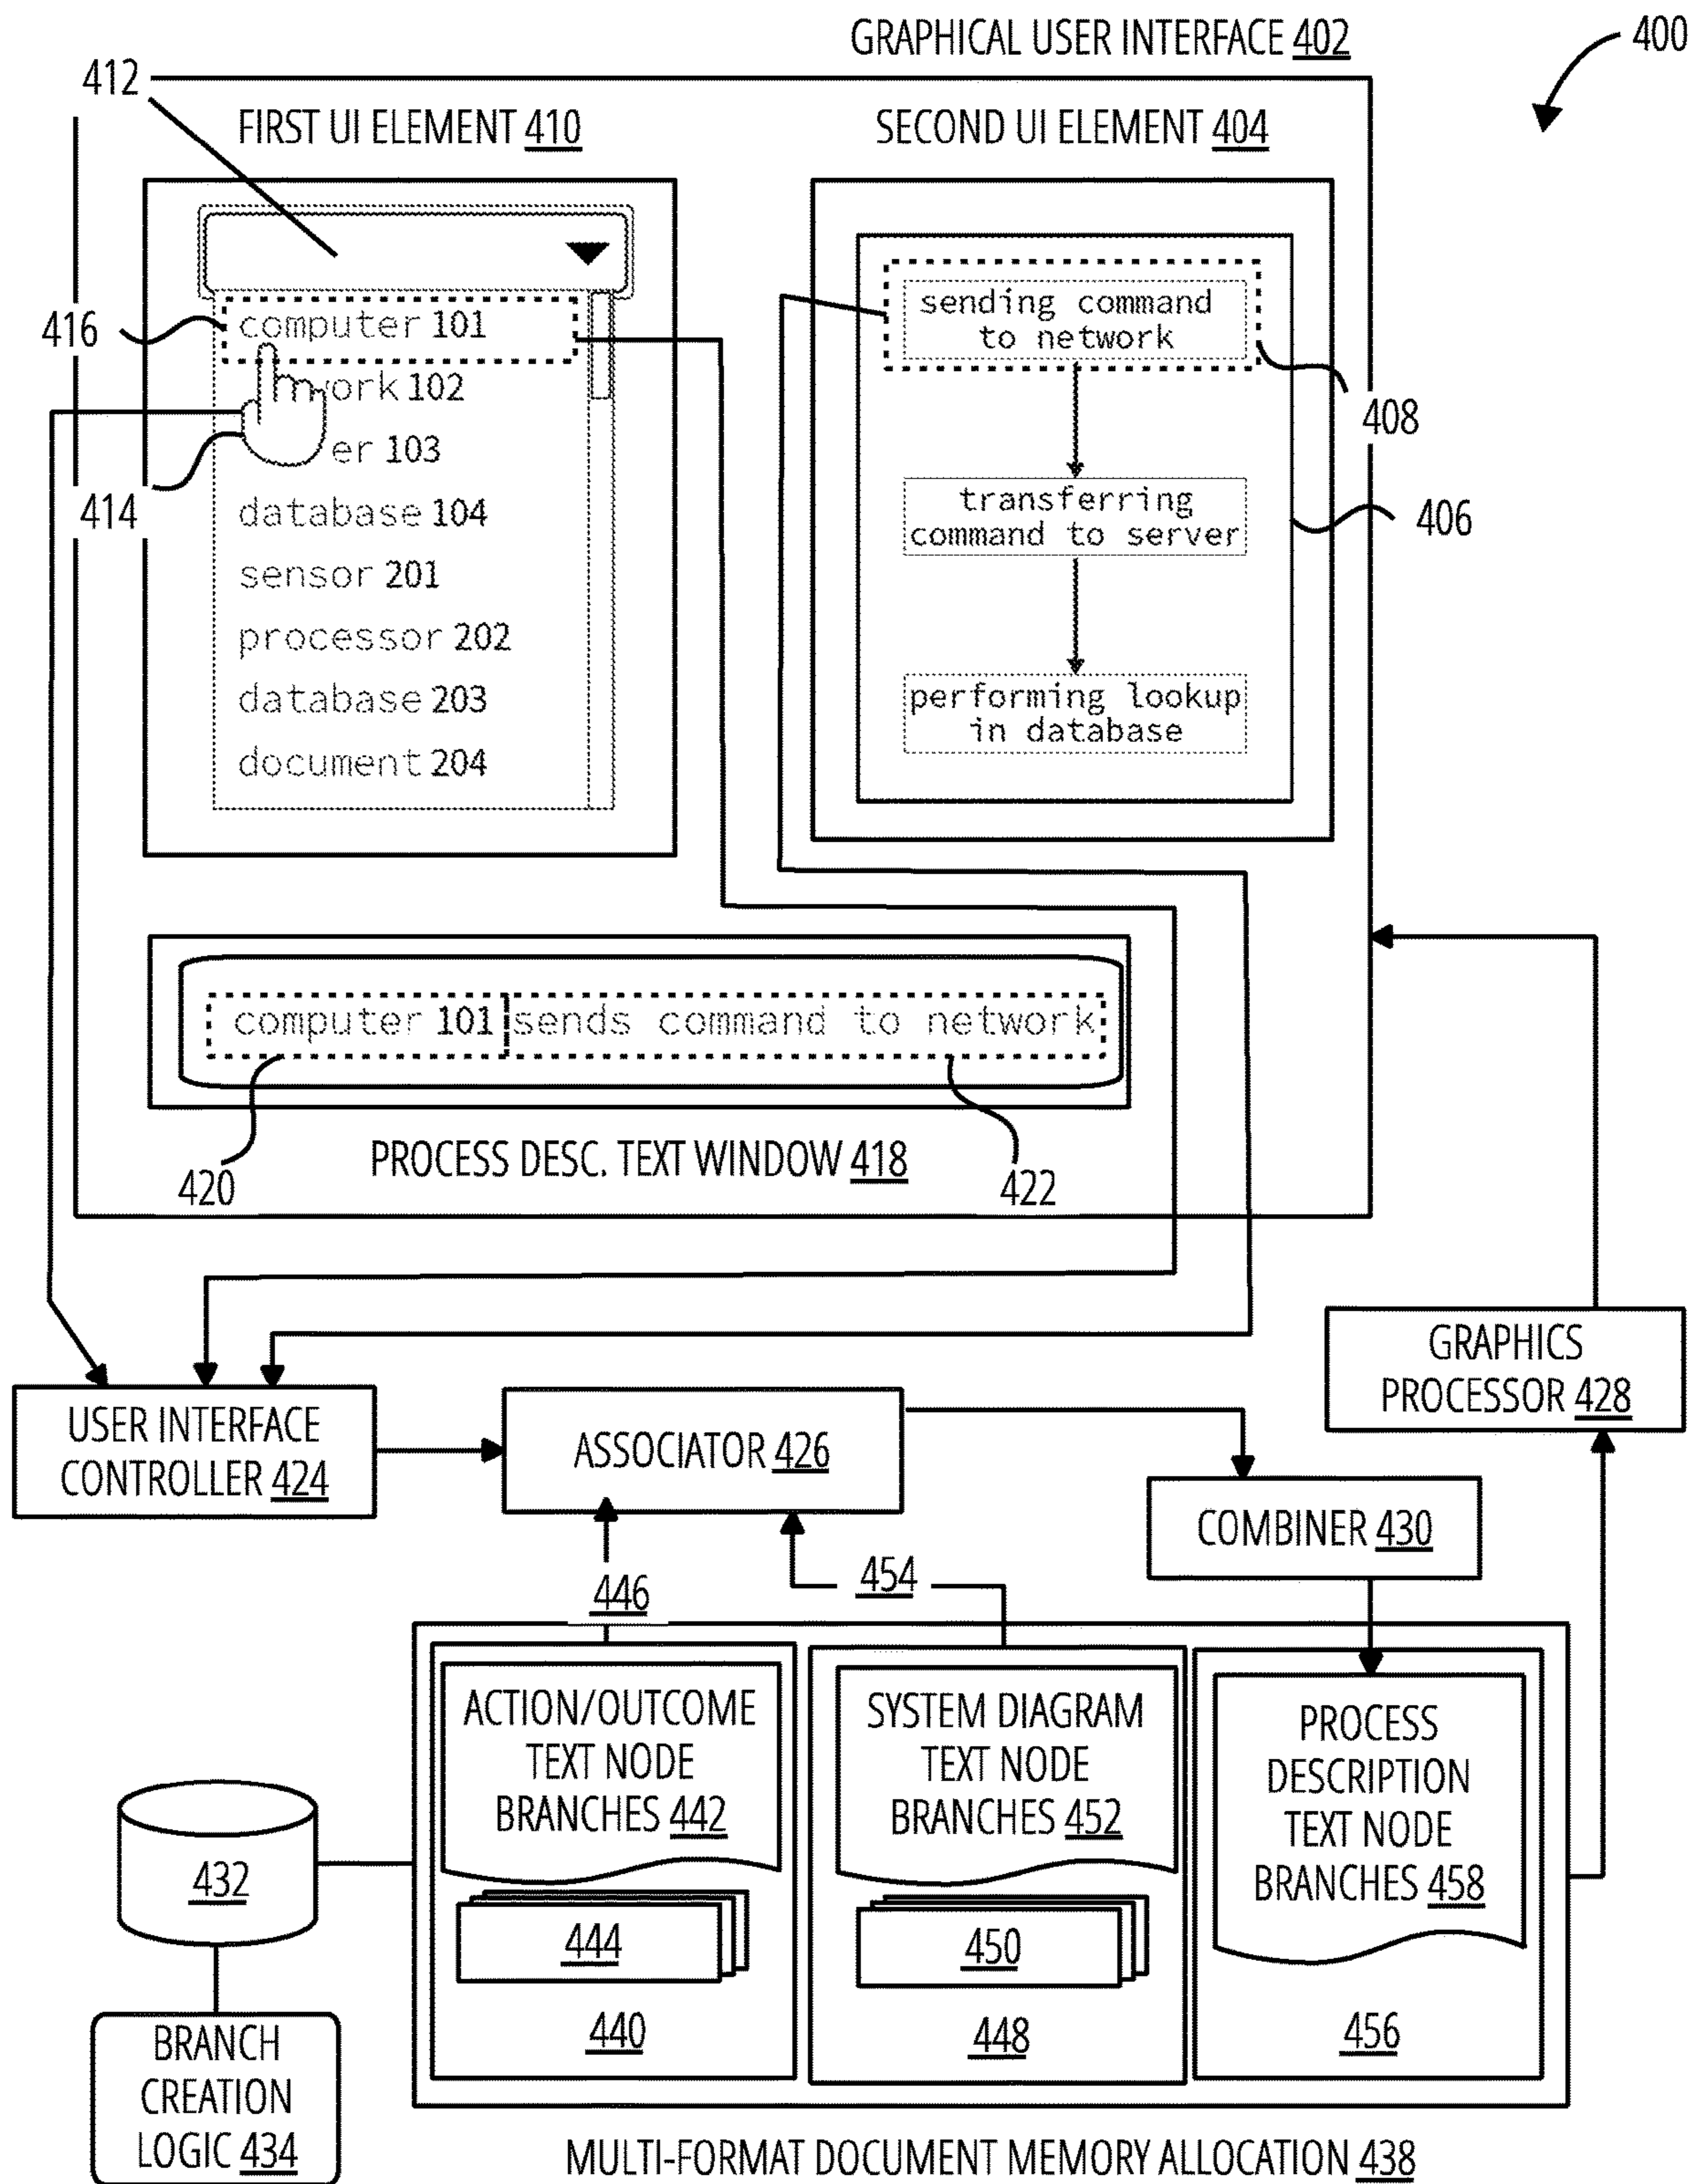 GRAPHICAL USER INTERFACE 402
400
412
FIRST UI ELEMENT 410
SECOND UI ELEMENT 404
416
computer 101
work 102
er 103
database 104
sensor 201
processor 202
database 203
document 204
414
sending command
to network
408
transferring
command to server
406
performing lookup
in database
computer 101 sends command to network
420
PROCESS DESC. TEXT WINDOW 418
422
GRAPHICS
PROCESSOR 428
USER INTERFACE
CONTROLLER 424
ASSOCIATOR 426
COMBINER 430
446
454
ACTION/OUTCOME
TEXT NODE
BRANCHES 442
SYSTEM DIAGRAM
TEXT NODE
BRANCHES 452
PROCESS
DESCRIPTION
TEXT NODE
BRANCHES 458
432
444
450
440
448
456
BRANCH
CREATION
LOGIC 434
MULTI-FORMAT DOCUMENT MEMORY ALLOCATION 438